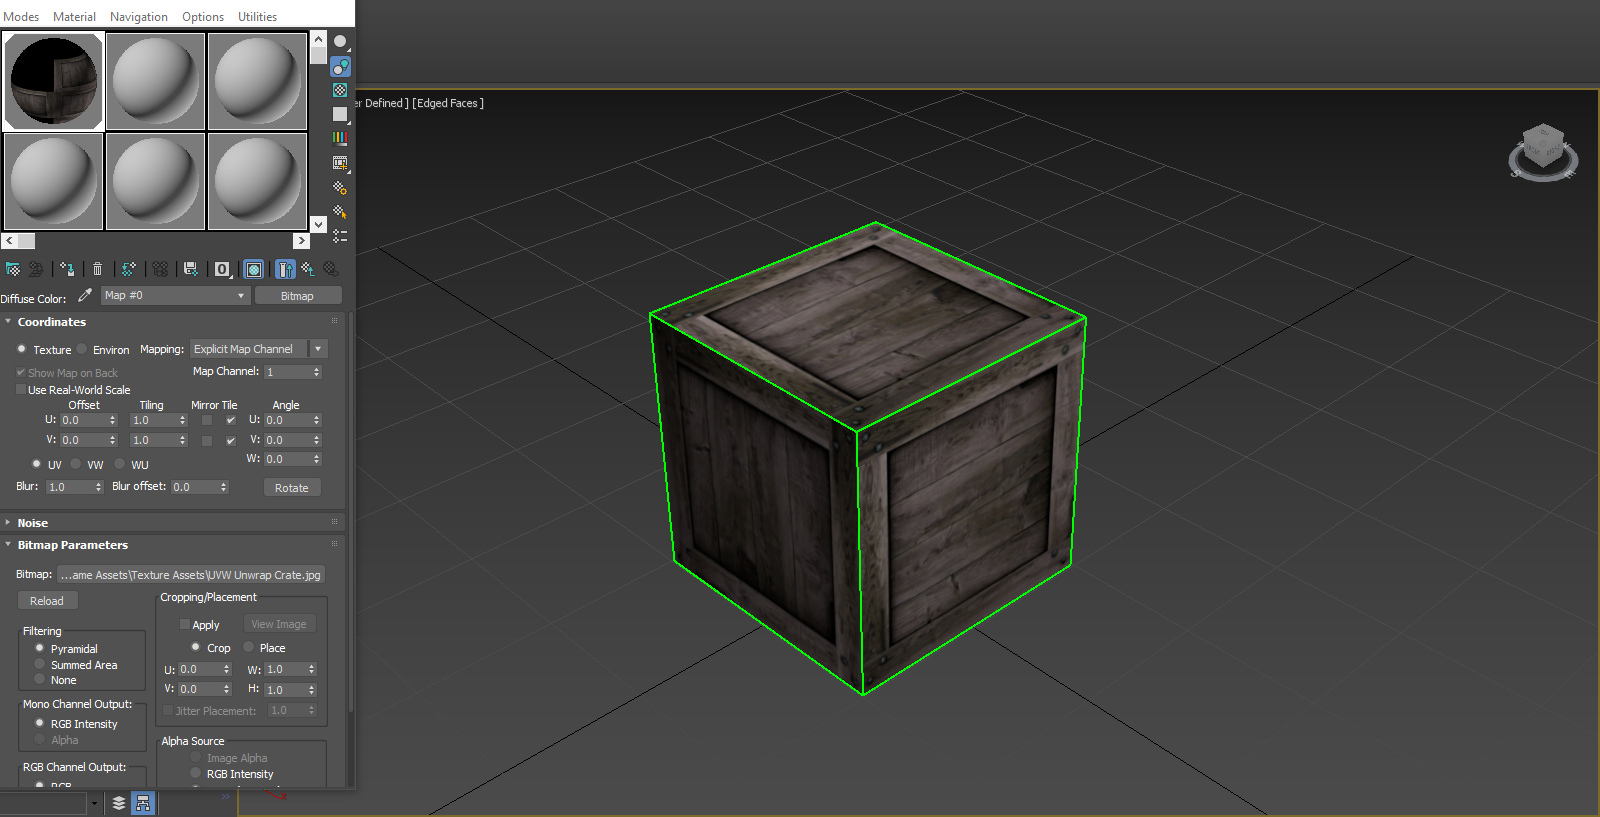 Modes Material Navigation Options Utilities
er Defined ] [Edged Faces ]
Diffuse Color: Map #0 Bitmap
Coordinates
Texture Environ Mapping: Explicit Map Channel
Show Map on Back Map Channel: 1
Use Real-World Scale
Offset Tiling Mirror Tile Angle
U: 0.0 1.0 U: 0.0
V: 0.0 1.0 V: 0.0
W: 0.0
UV VW WU
Blur: 1.0 Blur offset: 0.0 Rotate
Noise
Bitmap Parameters
Bitmap: ...ame Assets\Texture Assets\UVW Unwrap Crate.jpg
Reload
Cropping/Placement
Apply View Image
Crop Place
U: 0.0 W: 1.0
V: 0.0 H: 1.0
Jitter Placement: 1.0
Filtering
Pyramidal
Summed Area
None
Mono Channel Output:
RGB Intensity
Alpha
RGB Channel Output:
RGB
Alpha Source
Image Alpha
RGB Intensity
S E